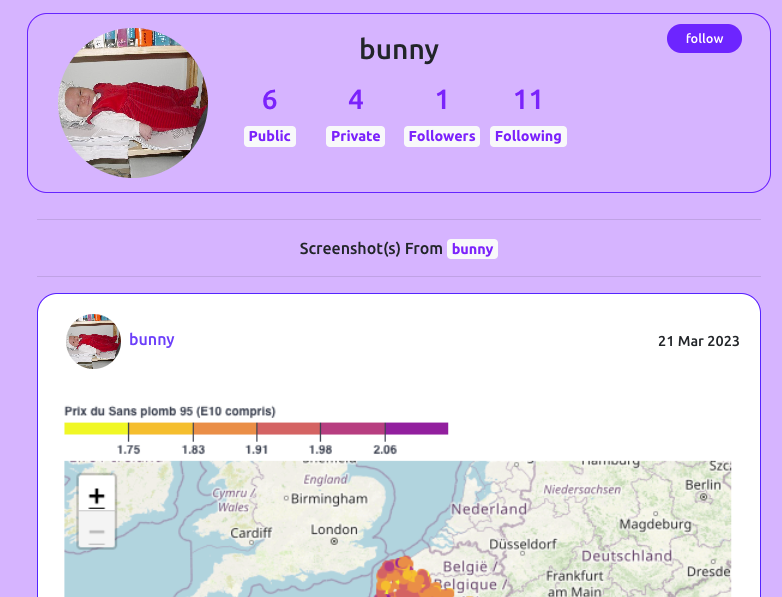 bunny
follow
6 4 1 11
Public Private Followers Following
Screenshot(s) From bunny
bunny
21 Mar 2023
Prix du Sans plomb 95 (E10 compris)
1.75 1.83 1.91 1.98 2.06
Hamburg
England
+
Cymru /
Wales
Birmingham
Niedersachsen
Berlin
−
Nederland
Magdeburg
Cardiff
London
Düsseldorf
Deutschland
België /
Belgique /
Frankfurt
am Main
Dresde